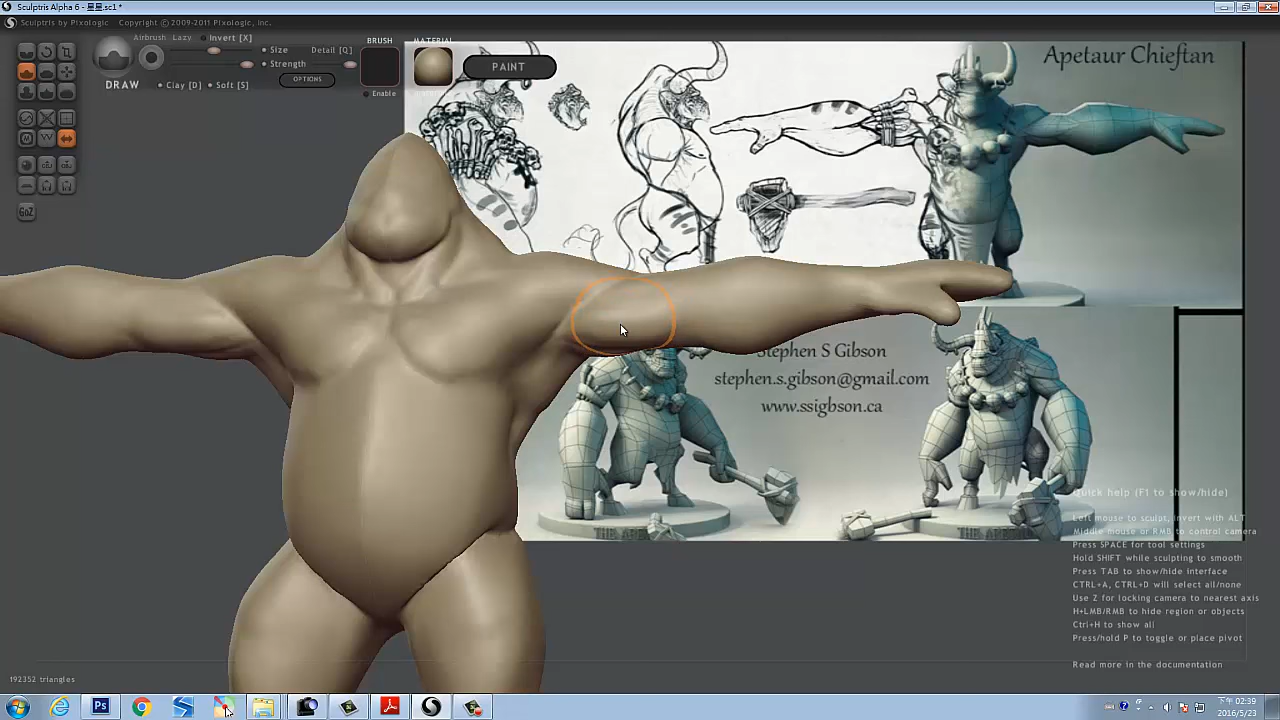 Sculptris Alpha 6 - 星星.sc1 *
Sculptris by Pixologic   Copyright © 2009-2011 Pixologic, Inc.
Airbrush Lazy Invert [X]
Size
Detail [Q]
Strength
OPTIONS
DRAW
Clay [D] Soft [S]
BRUSH
Enable
MATERIAL
PAINT
GoZ
Apetaur Chieftan
Stephen S Gibson
stephen.s.gibson@gmail.com
www.ssigbson.ca
Quick help (F1 to show/hide)
Left mouse to sculpt, invert with ALT
Middle mouse or RMB to control camera
Press SPACE for tool settings
Hold SHIFT while sculpting to smooth
Press TAB to show/hide interface
CTRL+A, CTRL+D will select all/none
Use Z for locking camera to nearest axis
H+LMB/RMB to hide region or objects
Ctrl+H to show all
Press/hold P to toggle or place pivot
Read more in the documentation
192352 triangles
Ps
下午 02:39
2016/5/23